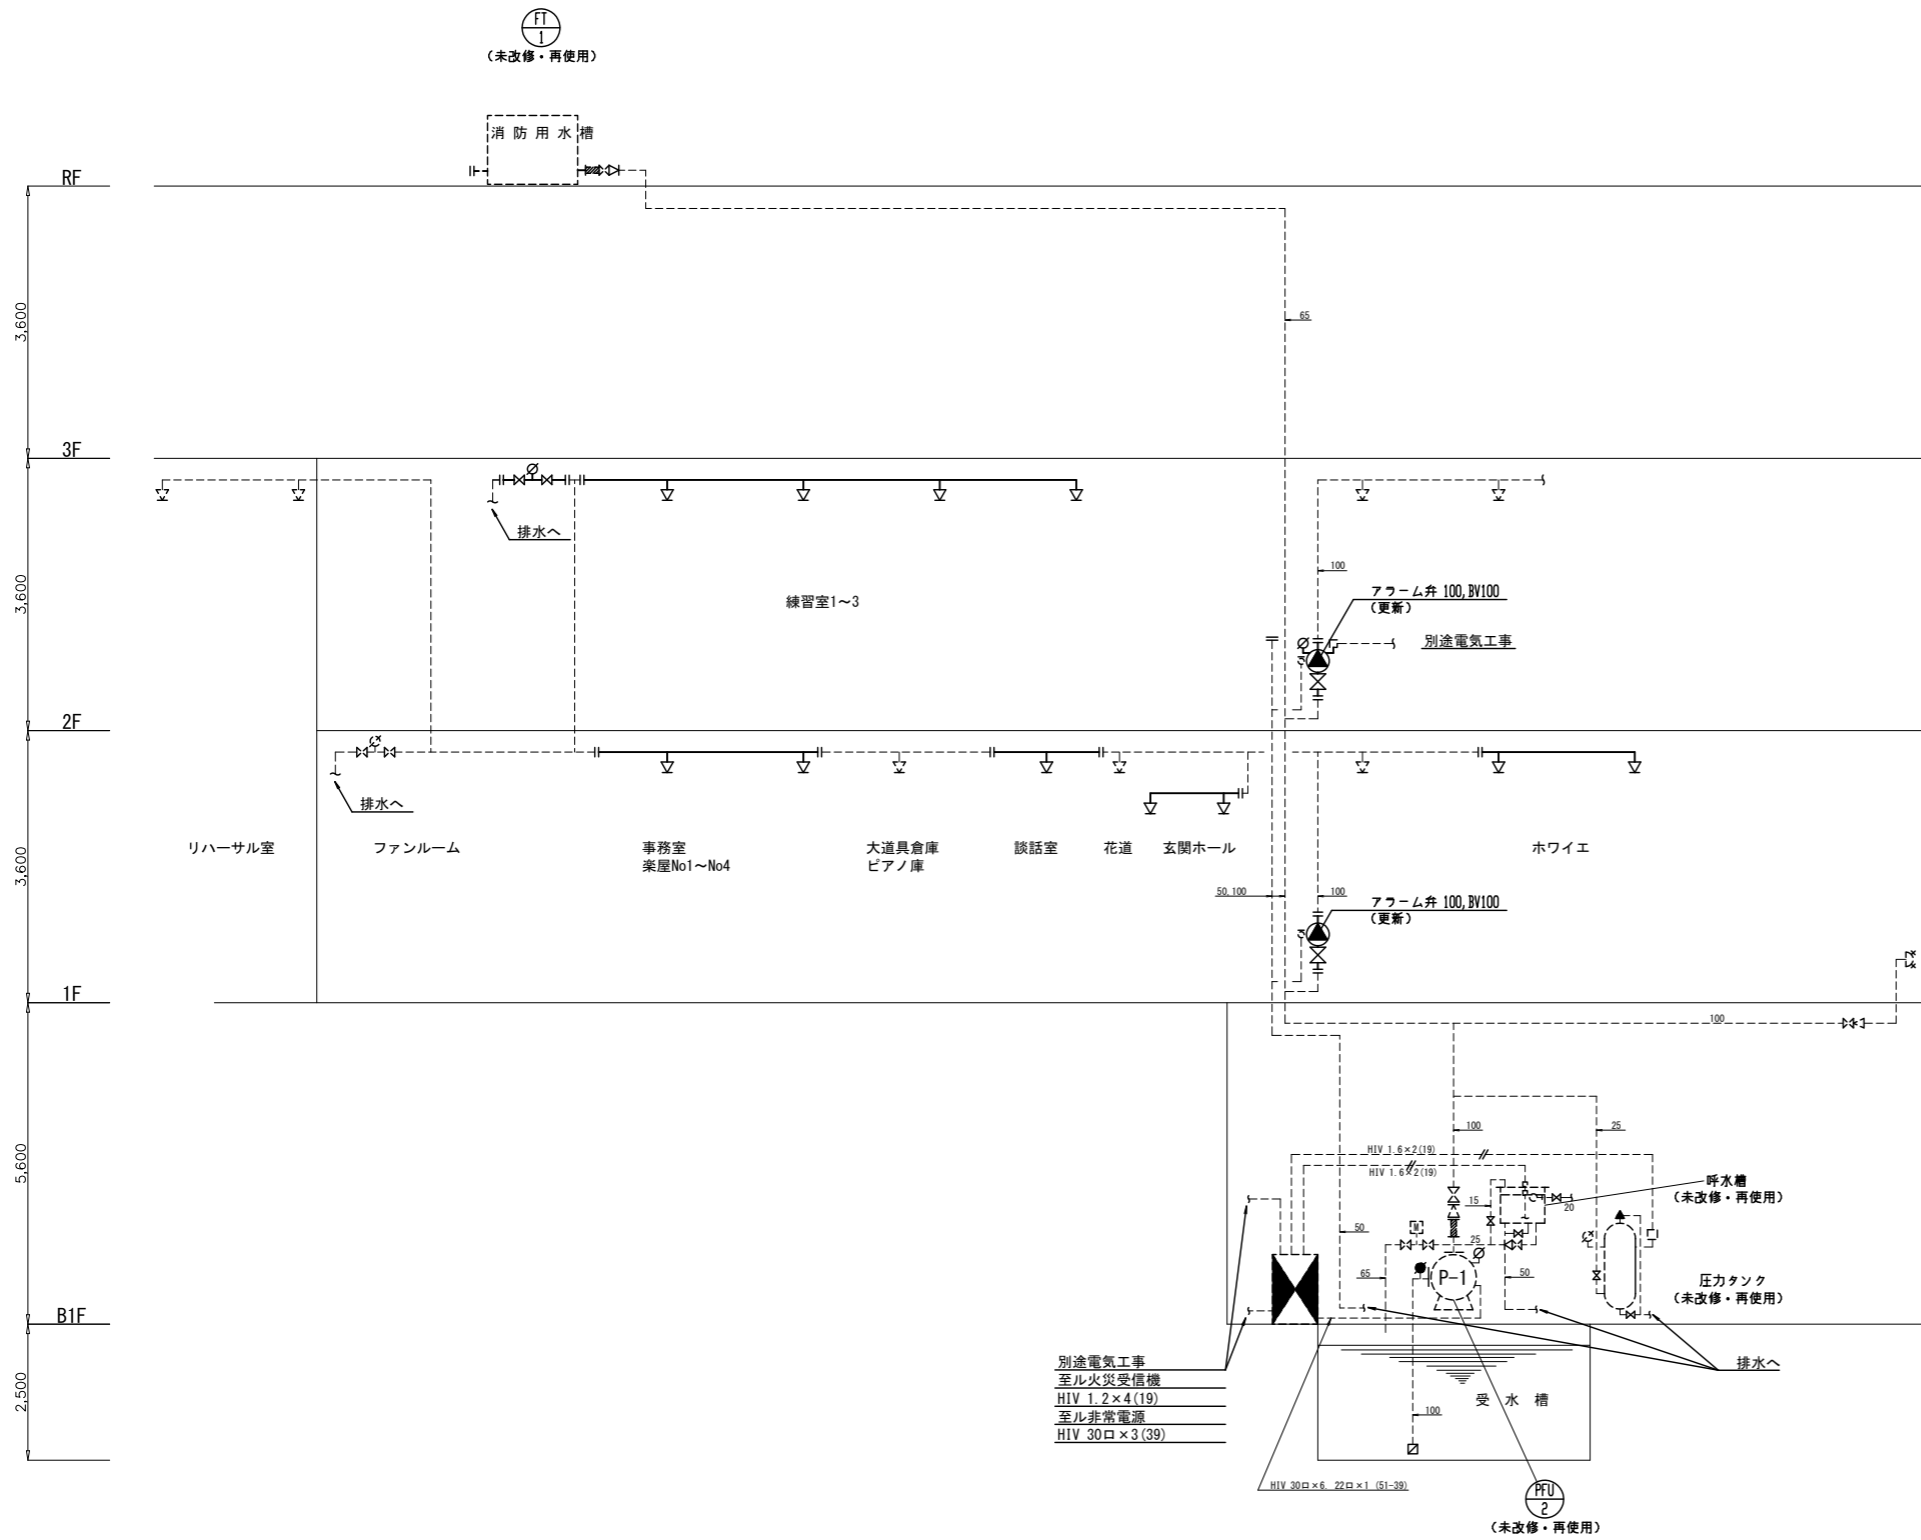 FT
1
(未改修・再使用)
消防用水槽
RF
3,600
65
3F
排水へ
3,600
練習室1～3
100
アラーム弁 100,BV100
(更新)
別途電気工事
2F
排水へ
3,600
リハーサル室
ファンルーム
事務室
楽屋No1～No4
大道具倉庫
ピアノ庫
談話室
花道
玄関ホール
ホワイエ
50,100
100
アラーム弁 100,BV100
(更新)
1F
100
5,600
100
25
HIV 1.6×2(19)
HIV 1.6×2(19)
呼水槽
(未改修・再使用)
15
20
M
50
25
65
P-1
50
圧力タンク
(未改修・再使用)
B1F
2,500
別途電気工事
至ル火災受信機
HIV 1.2×4(19)
至ル非常電源
HIV 30ロ×3(39)
排水へ
受水槽
100
HIV 30ロ×6, 22ロ×1 (51-39)
PFU
2
(未改修・再使用)